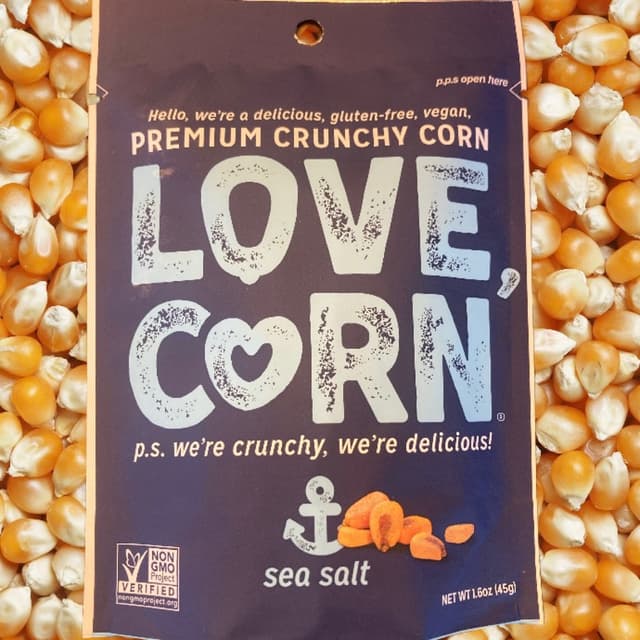 p.p.s open here
Hello, we're a delicious, gluten-free, vegan,
PREMIUM CRUNCHY CORN
LOVE,
CORN®
p.s. we're crunchy, we're delicious!
sea salt
NON
GMO
Project
VERIFIED
nongmoproject.org
NET WT 1.6oz (45g)